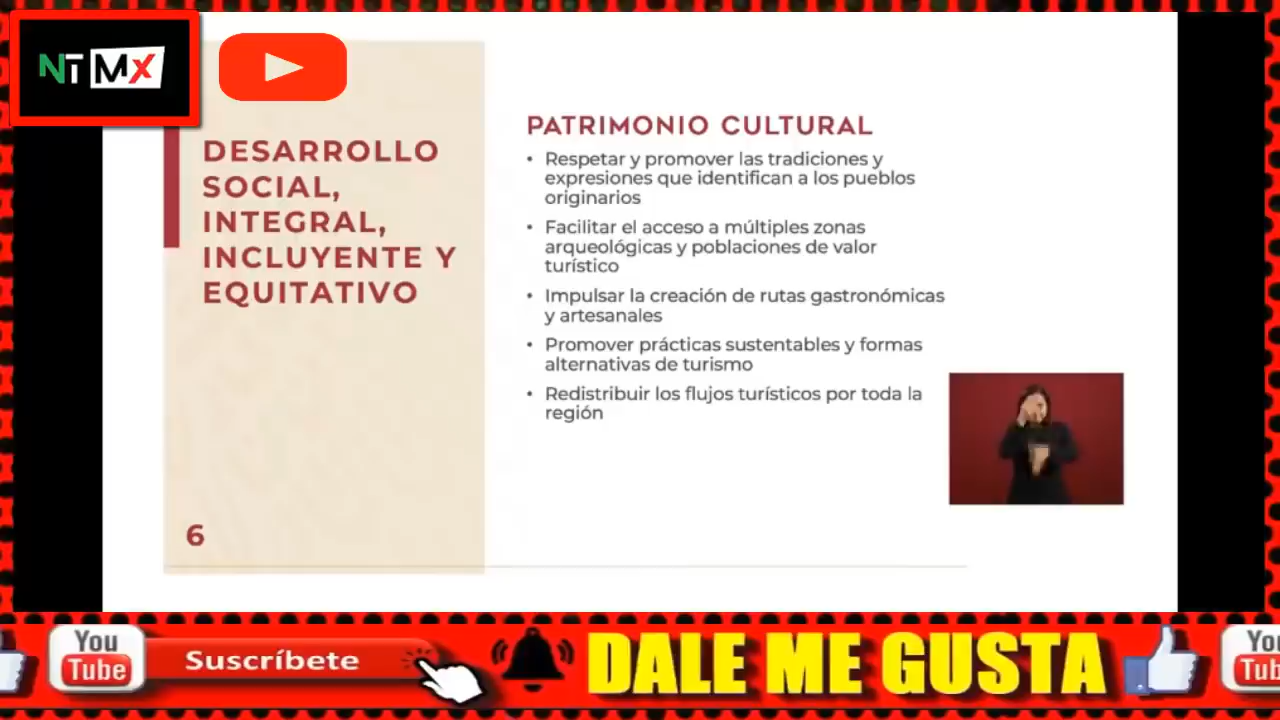 NTMX
DESARROLLO
SOCIAL,
INTEGRAL,
INCLUYENTE Y
EQUITATIVO
6
PATRIMONIO CULTURAL
• Respetar y promover las tradiciones y
expresiones que identifican a los pueblos
originarios
• Facilitar el acceso a múltiples zonas
arqueológicas y poblaciones de valor
turístico
• Impulsar la creación de rutas gastronómicas
y artesanales
• Promover prácticas sustentables y formas
alternativas de turismo
• Redistribuir los flujos turísticos por toda la
región
You
Tube
Suscríbete
DALE ME GUSTA
You
Tub